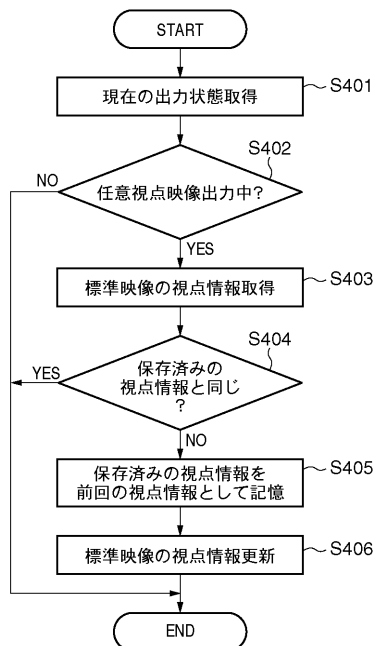 START
現在の出力状態取得
S401
S402
任意視点映像出力中?
NO
YES
標準映像の視点情報取得
S403
S404
保存済みの
視点情報と同じ
?
YES
NO
保存済みの視点情報を
前回の視点情報として記憶
S405
標準映像の視点情報更新
S406
END